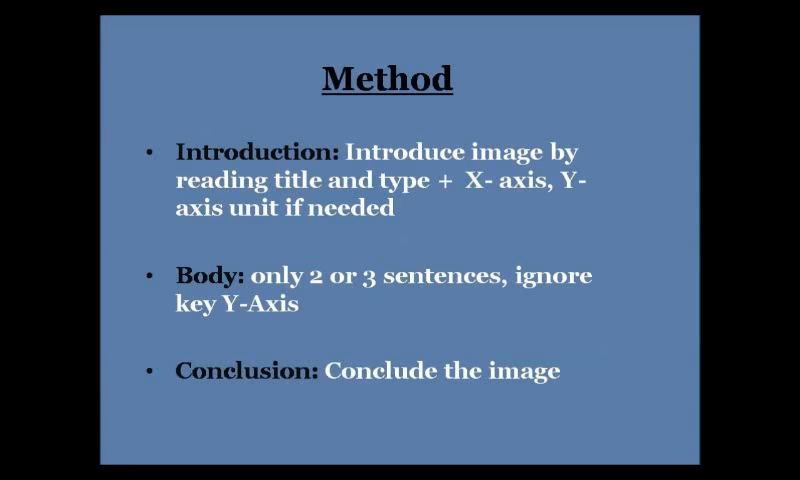 Method
• Introduction: Introduce image by
reading title and type + X- axis, Y-
axis unit if needed
• Body: only 2 or 3 sentences, ignore
key Y-Axis
• Conclusion: Conclude the image